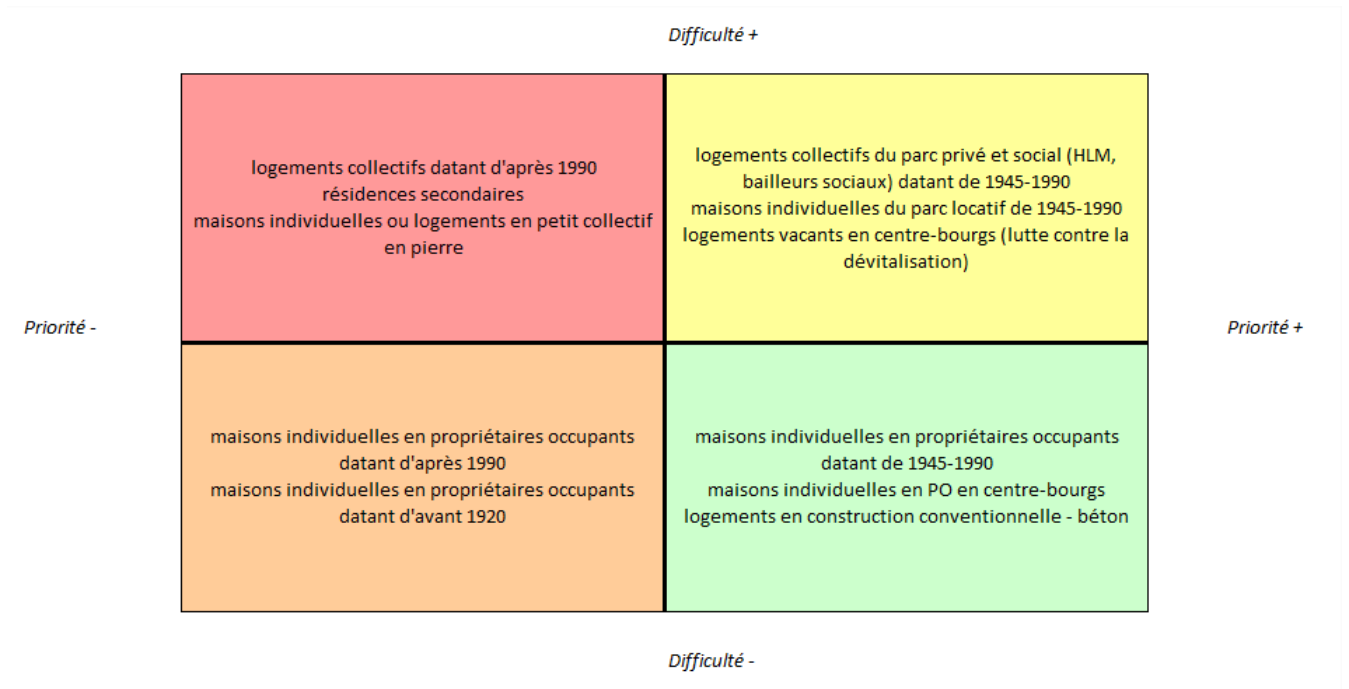 Difficulté +
logements collectifs datant d'après 1990
résidences secondaires
maisons individuelles ou logements en petit collectif
en pierre
logements collectifs du parc privé et social (HLM,
bailleurs sociaux) datant de 1945-1990
maisons individuelles du parc locatif de 1945-1990
logements vacants en centre-bourgs (lutte contre la
dévitalisation)
Priorité -
Priorité +
maisons individuelles en propriétaires occupants
datant d'après 1990
maisons individuelles en propriétaires occupants
datant d'avant 1920
maisons individuelles en propriétaires occupants
datant de 1945-1990
maisons individuelles en PO en centre-bourgs
logements en construction conventionnelle - béton
Difficulté -